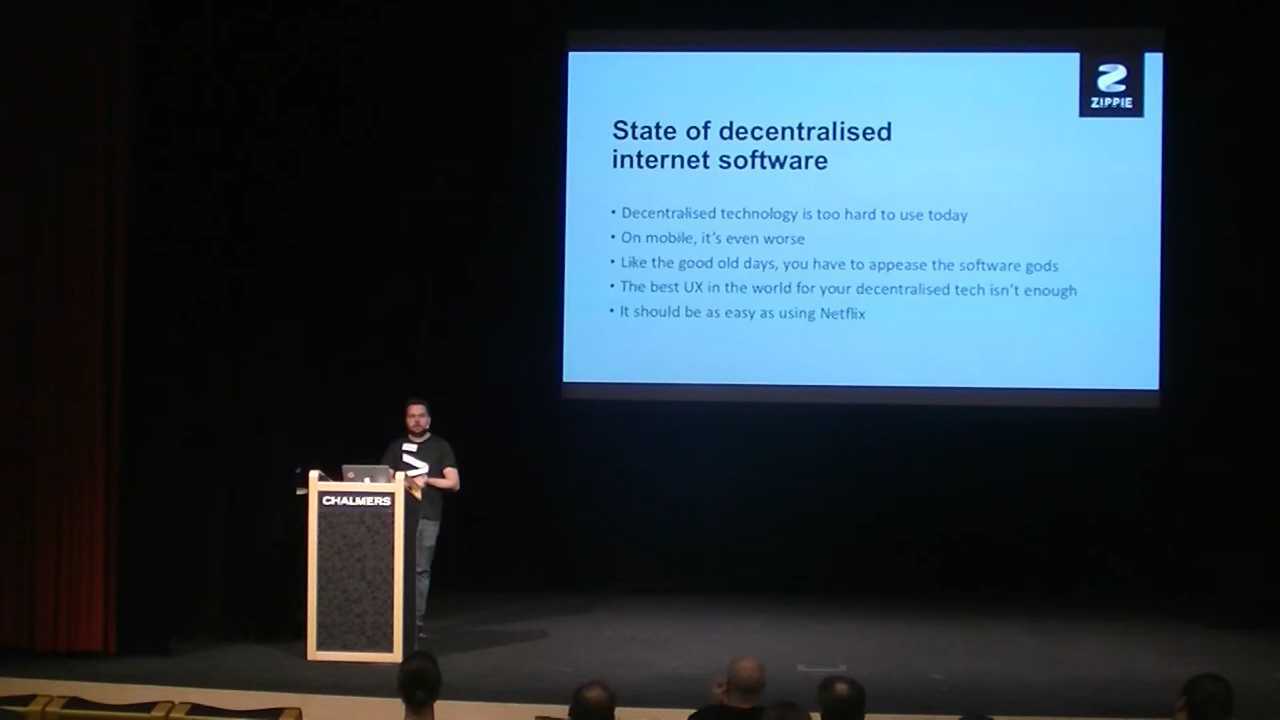 ZIPPIE
State of decentralised
internet software
• Decentralised technology is too hard to use today
• On mobile, it's even worse
• Like the good old days, you have to appease the software gods
• The best UX in the world for your decentralised tech isn't enough
• It should be as easy as using Netflix
CHALMERS